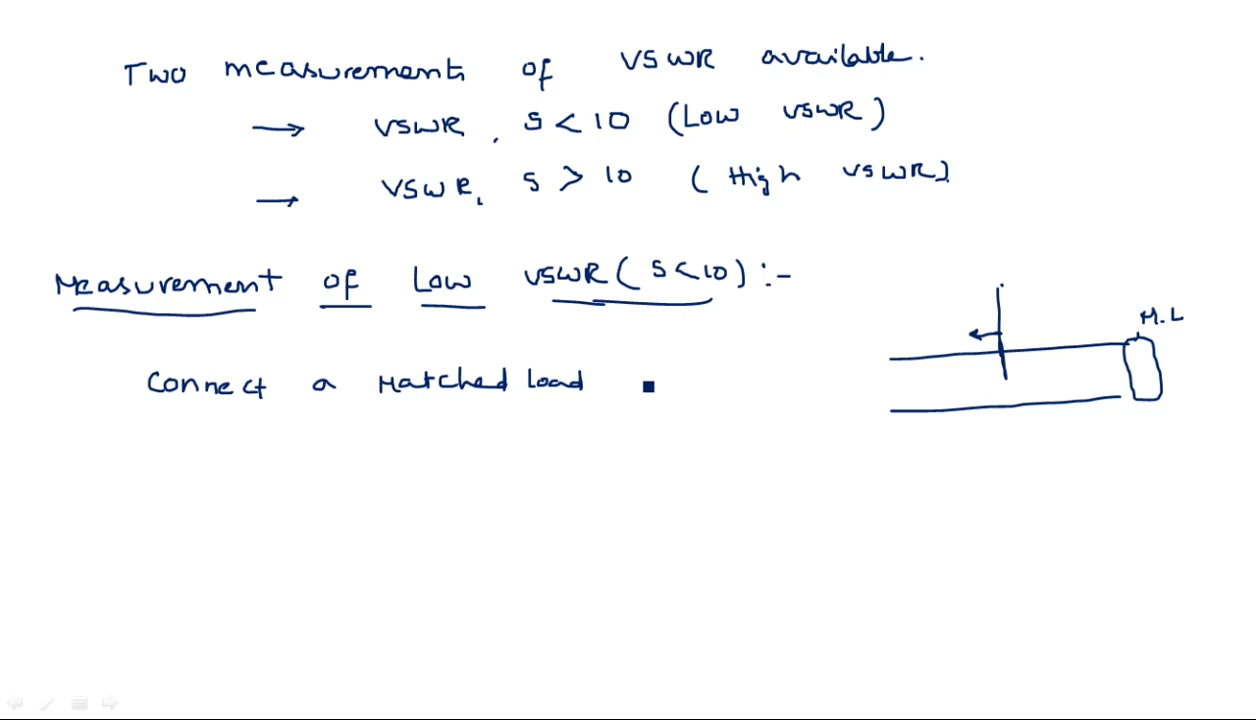 Two measurements of VSWR available.
→ VSWR, S < 10 (Low VSWR)
→ VSWR, S > 10 (High VSWR)
Measurement of Low VSWR (S<10) :-
M.L
Connect a Matched Load